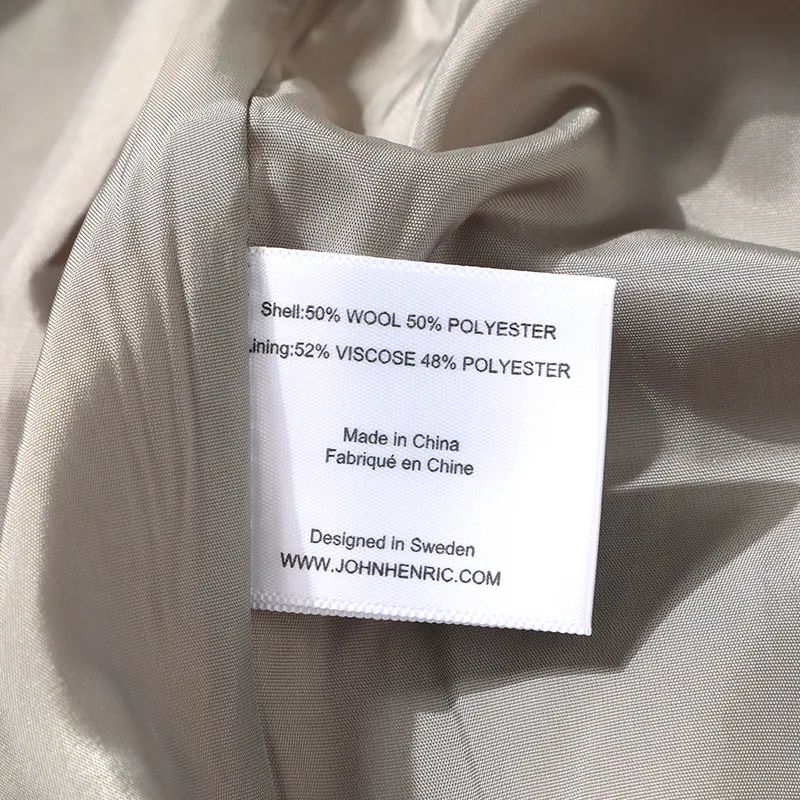 Shell:50% WOOL 50% POLYESTER
ining:52% VISCOSE 48% POLYESTER
Made in China
Fabriqué en Chine
Designed in Sweden
WWW.JOHNHENRIC.COM